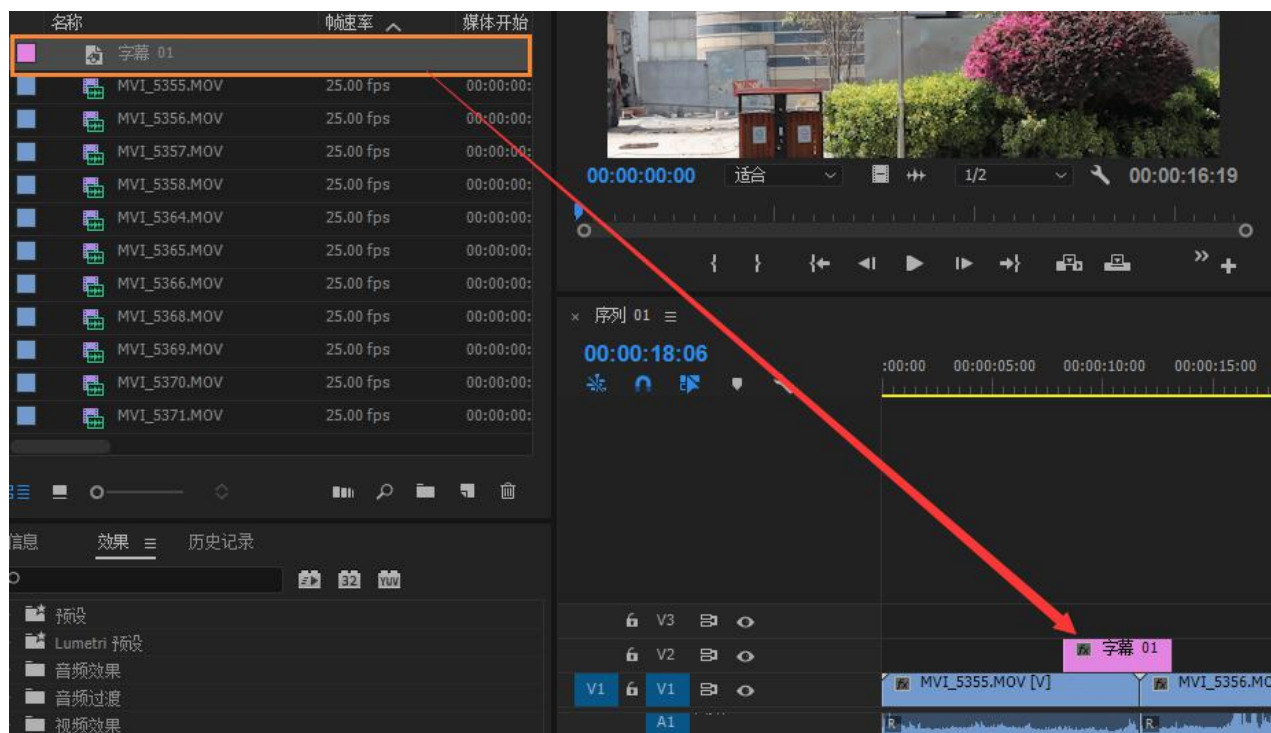 名称 帧速率 媒体开始
字幕 01
MVI_5355.MOV 25.00 fps 00:00:00:
MVI_5356.MOV 25.00 fps 00:00:00:
MVI_5357.MOV 25.00 fps 00:00:00:
MVI_5358.MOV 25.00 fps 00:00:00:
MVI_5364.MOV 25.00 fps 00:00:00:
MVI_5365.MOV 25.00 fps 00:00:00:
MVI_5366.MOV 25.00 fps 00:00:00:
MVI_5368.MOV 25.00 fps 00:00:00:
MVI_5369.MOV 25.00 fps 00:00:00:
MVI_5370.MOV 25.00 fps 00:00:00:
MVI_5371.MOV 25.00 fps 00:00:00:
信息 效果 历史记录
32 YUV
预设
Lumetri 预设
音频效果
音频过渡
视频效果
00:00:00:00 适合 1/2 00:00:16:19
× 序列 01
00:00:18:06
:00:00 00:00:05:00 00:00:10:00 00:00:15:00
V3
V2 fx 字幕 01
V1 V1 fx MVI_5355.MOV [V] fx MVI_5356.MO
A1 R R